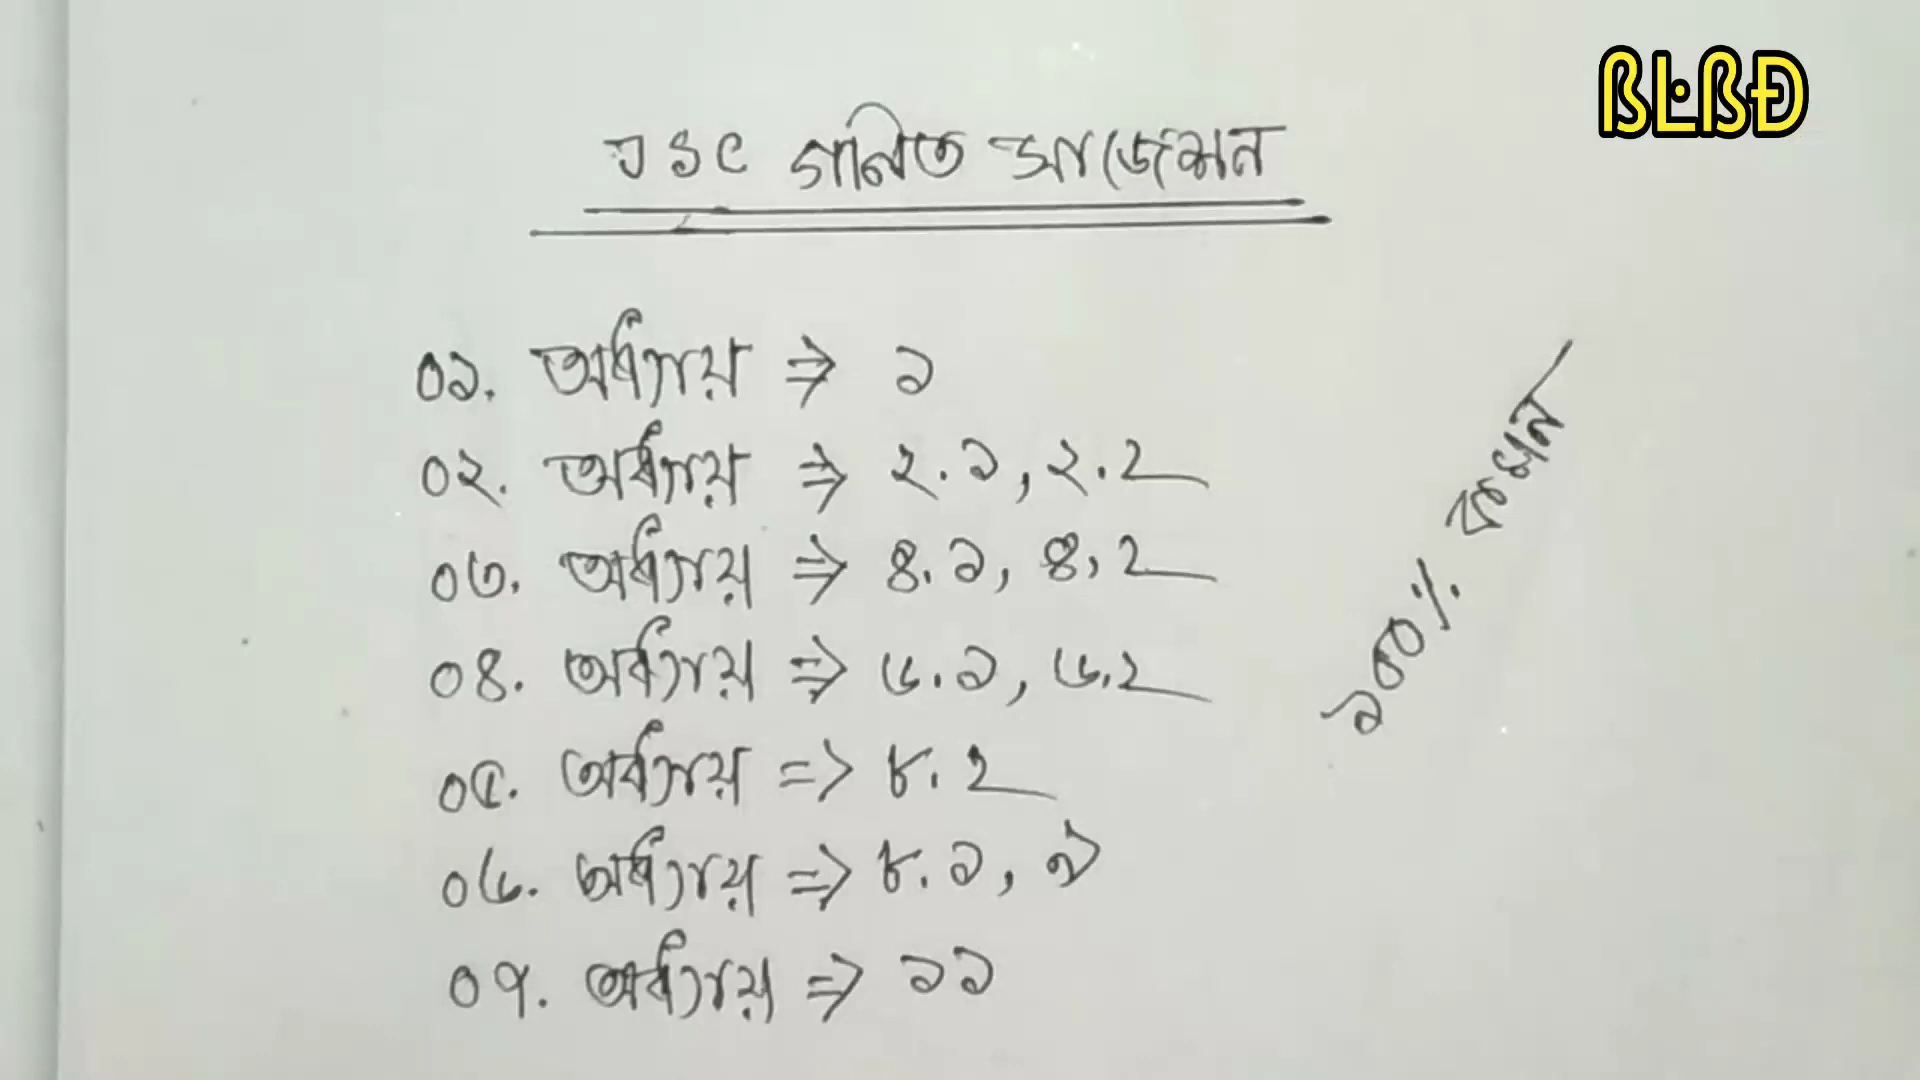 BLBD
JSC গনিত সাজেশন
০১. অধ্যায় ⇒ ১
০২. অধ্যায় ⇒ ২.১, ২.২
০৩. অধ্যায় ⇒ ৪.১, ৪.২
০৪. অধ্যায় ⇒ ৬.১, ৬.২
০৫. অধ্যায় => ৮.২
০৬. অধ্যায় => ৮.১, ৯
০৭. অধ্যায় => ১১
১০০% কমন